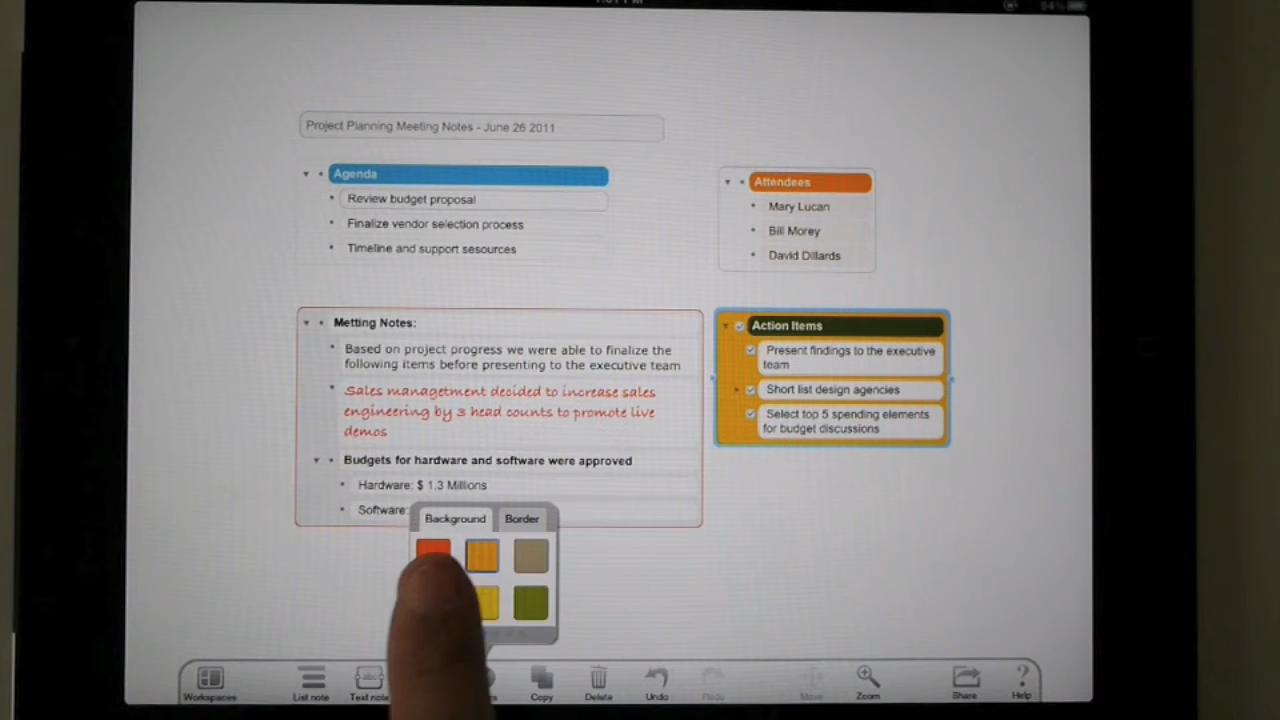 94%
Project Planning Meeting Notes - June 26 2011
Agenda
Review budget proposal
Finalize vendor selection process
Timeline and support sesources
Attendees
Mary Lucan
Bill Morey
David Dillards
Metting Notes:
Based on project progress we were able to finalize the
following items before presenting to the executive team
Sales managetment decided to increase sales
engineering by 3 head counts to promote live
demos
Budgets for hardware and software were approved
Hardware: $ 1.3 Millions
Software:
Action Items
Present findings to the executive
team
Short list design agencies
Select top 5 spending elements
for budget discussions
Background Border
Workspaces List note Text note Copy Delete Undo Redo Move Zoom Share Help